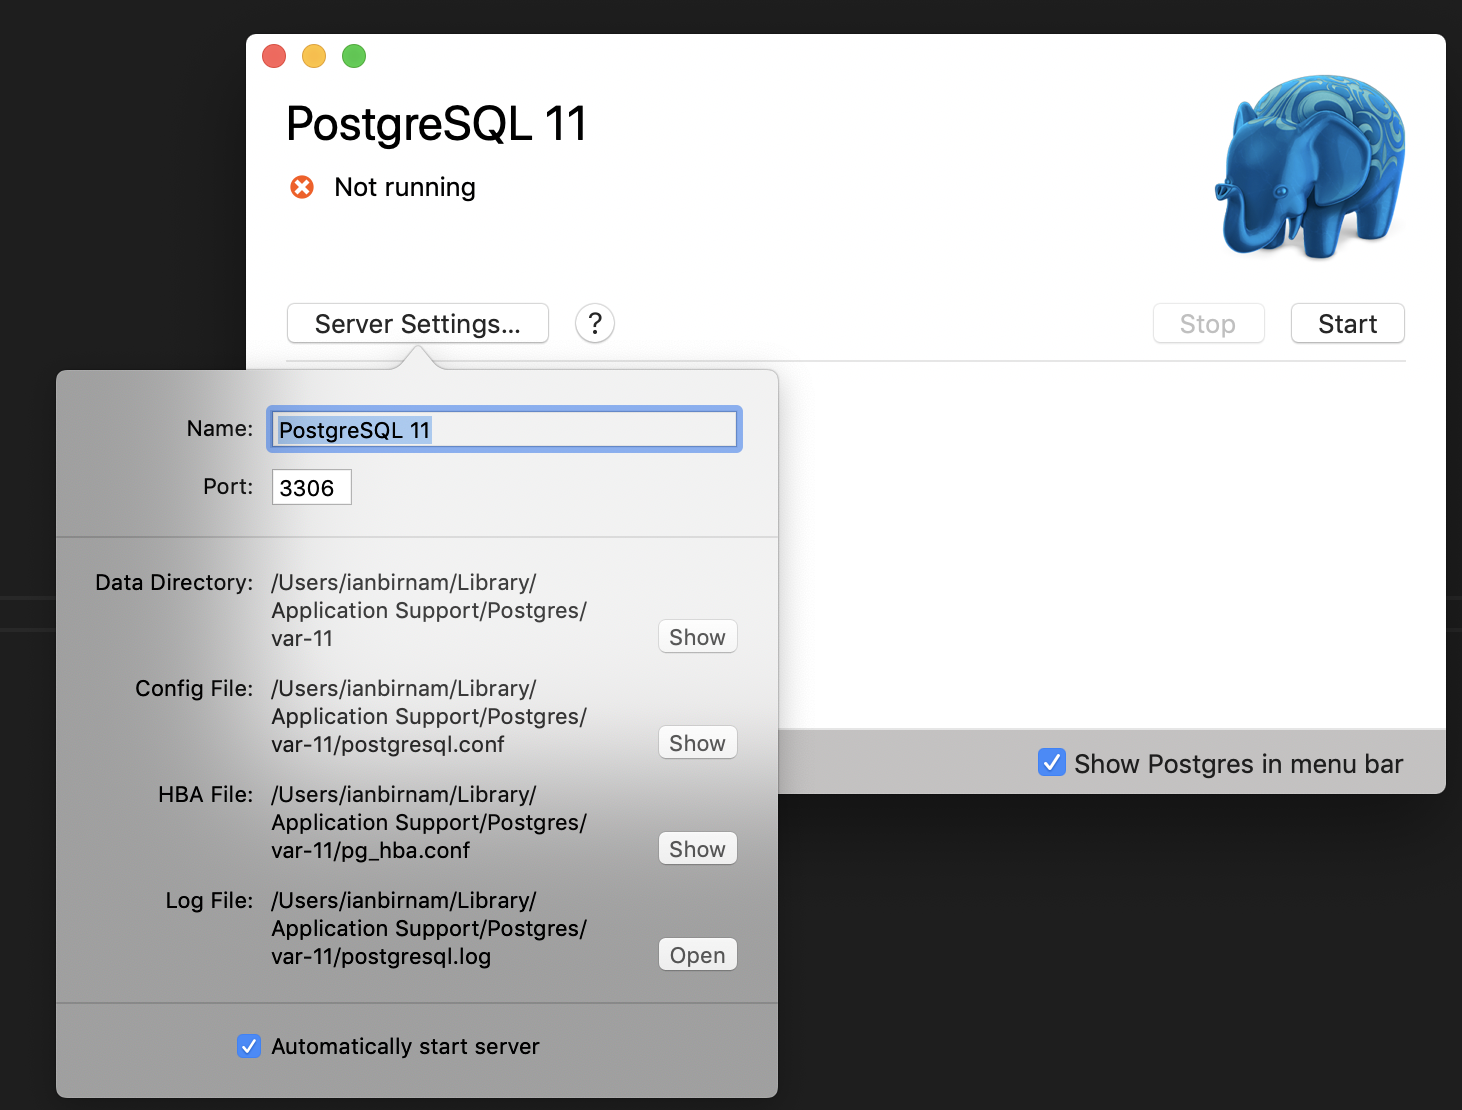 PostgreSQL 11
Not running
Server Settings...
?
Stop
Start
Name: PostgreSQL 11
Port: 3306
Data Directory: /Users/ianbirnam/Library/
Application Support/Postgres/
var-11
Show
Config File: /Users/ianbirnam/Library/
Application Support/Postgres/
var-11/postgresql.conf
Show
HBA File: /Users/ianbirnam/Library/
Application Support/Postgres/
var-11/pg_hba.conf
Show
Log File: /Users/ianbirnam/Library/
Application Support/Postgres/
var-11/postgresql.log
Open
Automatically start server
Show Postgres in menu bar